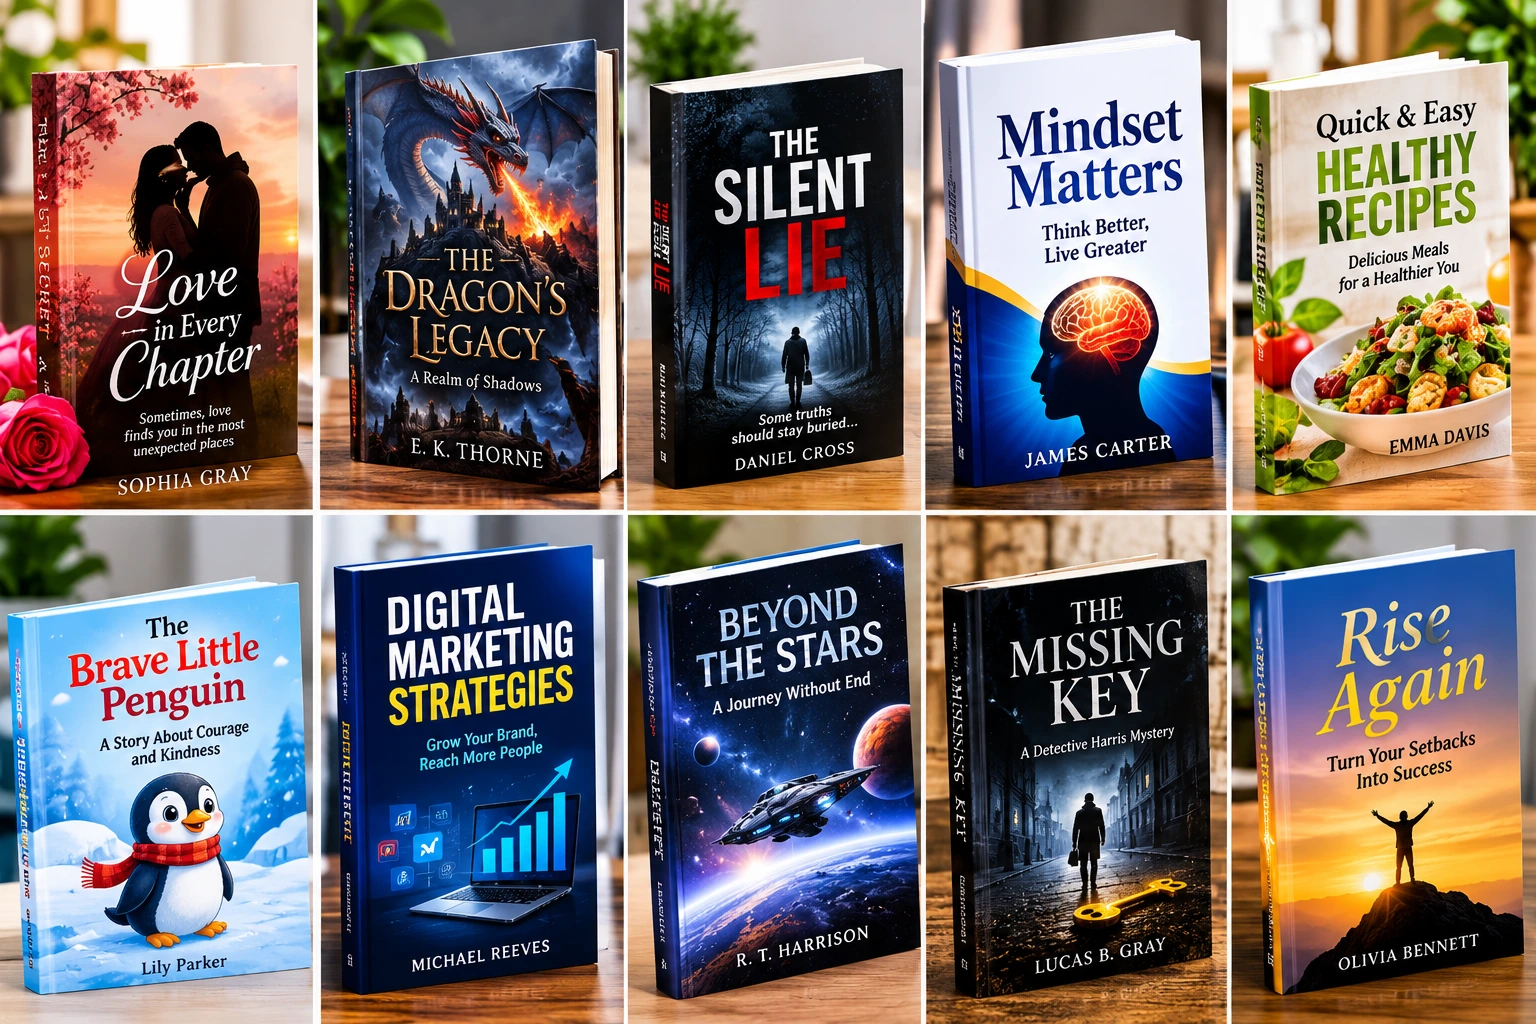 Love
in Every
Chapter
Sometimes, love
finds you in the most
unexpected places
SOPHIA GRAY
THE
DRAGON'S
LEGACY
A Realm of Shadows
E. K. THORNE
THE
SILENT
LIE
Some truths
should stay buried...
DANIEL CROSS
Mindset
Matters
Think Better,
Live Greater
JAMES CARTER
Quick & Easy
HEALTHY
RECIPES
Delicious Meals
for a Healthier You
EMMA DAVIS
The
Brave Little
Penguin
A Story About Courage
and Kindness
Lily Parker
DIGITAL
MARKETING
STRATEGIES
Grow Your Brand,
Reach More People
MICHAEL REEVES
BEYOND
THE STARS
A Journey Without End
R. T. HARRISON
THE
MISSING
KEY
A Detective Harris Mystery
LUCAS B. GRAY
Rise
Again
Turn Your Setbacks
Into Success
OLIVIA BENNETT